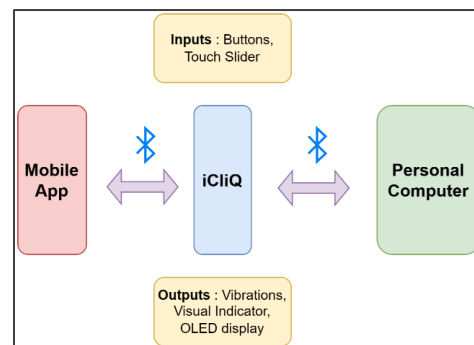 Inputs : Buttons,
Touch Slider
Mobile
App
iCliQ
Personal
Computer
Outputs : Vibrations,
Visual Indicator,
OLED display